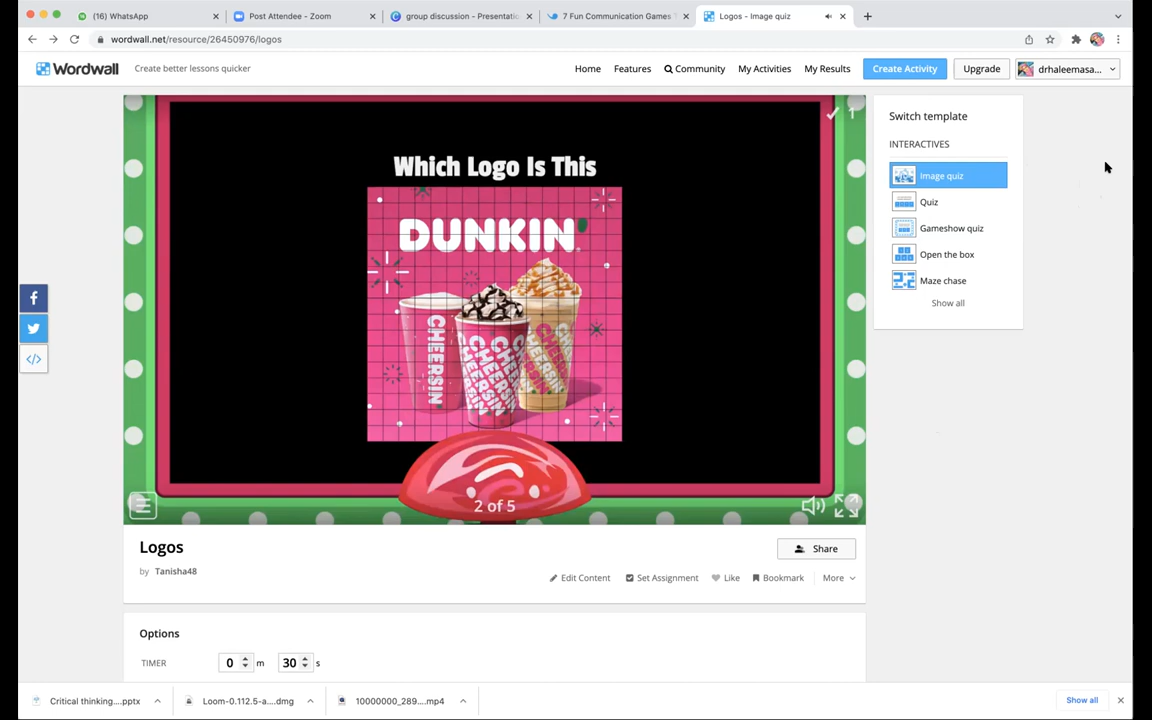 (16) WhatsApp
Post Attendee - Zoom
group discussion - Presentatio
7 Fun Communication Games T
Logos - Image quiz
wordwall.net/resource/26450976/logos
Wordwall
Create better lessons quicker
Home
Features
Community
My Activities
My Results
Create Activity
Upgrade
drhaleemasa...
1
Which Logo Is This
DUNKIN'
CHEERSIN'
CHEERSIN'
CHEERSIN'
2 of 5
Switch template
INTERACTIVES
Image quiz
Quiz
Gameshow quiz
Open the box
Maze chase
Show all
Logos
by Tanisha48
Share
Edit Content
Set Assignment
Like
Bookmark
More
Options
TIMER 0 m 30 s
Critical thinking....pptx
Loom-0.112.5-a....dmg
10000000_289....mp4
Show all